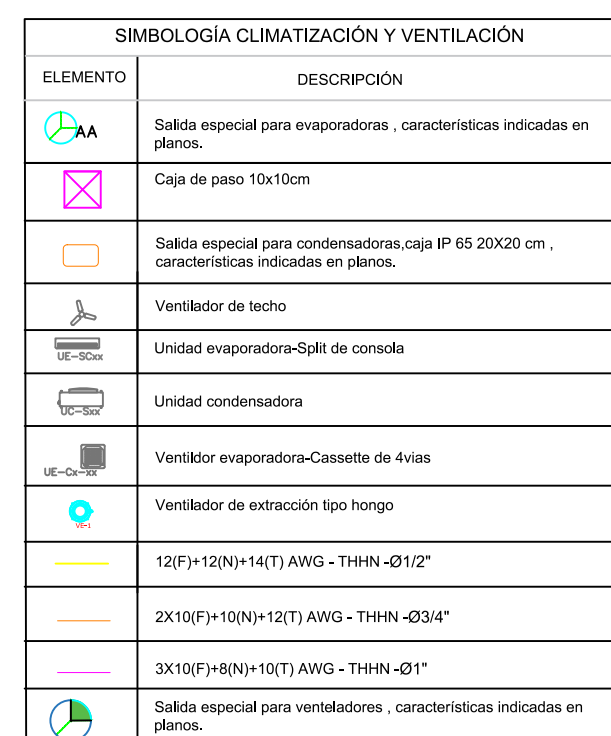 SIMBOLOGÍA CLIMATIZACIÓN Y VENTILACIÓN
ELEMENTO DESCRIPCIÓN
AA Salida especial para evaporadoras , características indicadas en
planos.
Caja de paso 10x10cm
Salida especial para condensadoras,caja IP 65 20X20 cm ,
características indicadas en planos.
Ventilador de techo
UE-SCxx Unidad evaporadora-Split de consola
UC-Sxx Unidad condensadora
UE-Cx-xx Ventildor evaporadora-Cassette de 4vias
VE-1 Ventilador de extracción tipo hongo
12(F)+12(N)+14(T) AWG - THHN -Ø1/2"
2X10(F)+10(N)+12(T) AWG - THHN -Ø3/4"
3X10(F)+8(N)+10(T) AWG - THHN -Ø1"
Salida especial para venteladores , características indicadas en
planos.